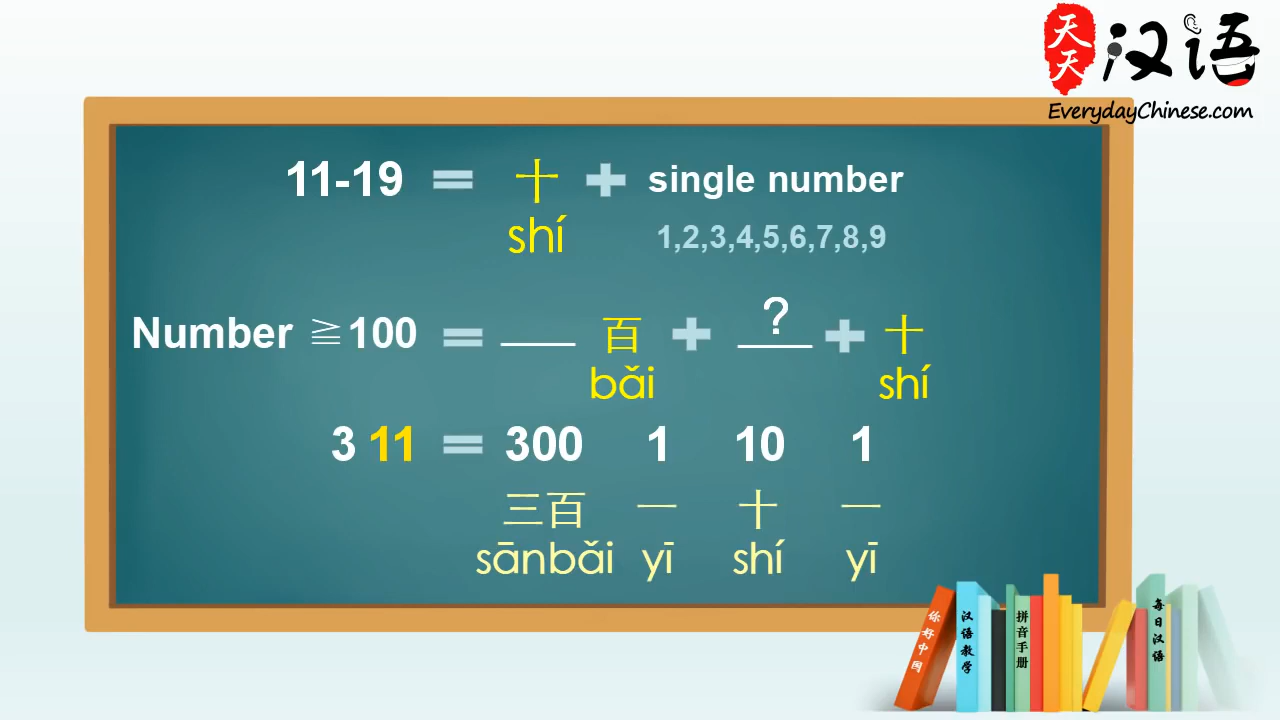 天天汉语
EverydayChinese.com
11-19 = 十 + single number
shí 1,2,3,4,5,6,7,8,9
Number ≧100 = ___ 百 + ? + 十
bǎi shí
3 11 = 300 1 10 1
三百 一 十 一
sānbǎi yī shí yī
你好中国
汉语教学
拼音手册
每日汉语